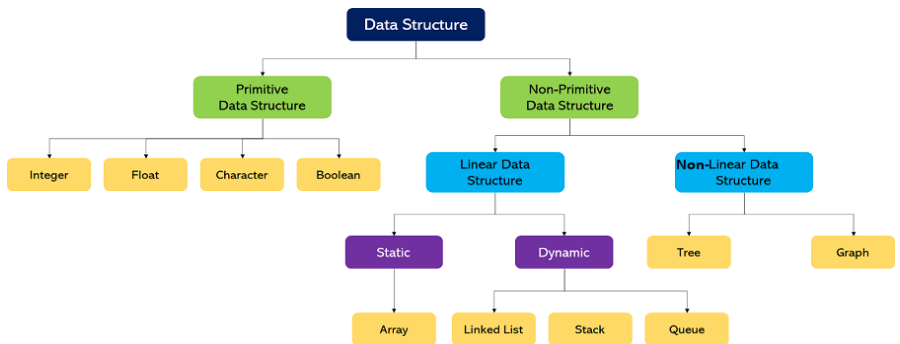 Data Structure
Primitive
Data Structure
Non-Primitive
Data Structure
Integer
Float
Character
Boolean
Linear Data
Structure
Non-Linear Data
Structure
Static
Dynamic
Tree
Graph
Array
Linked List
Stack
Queue